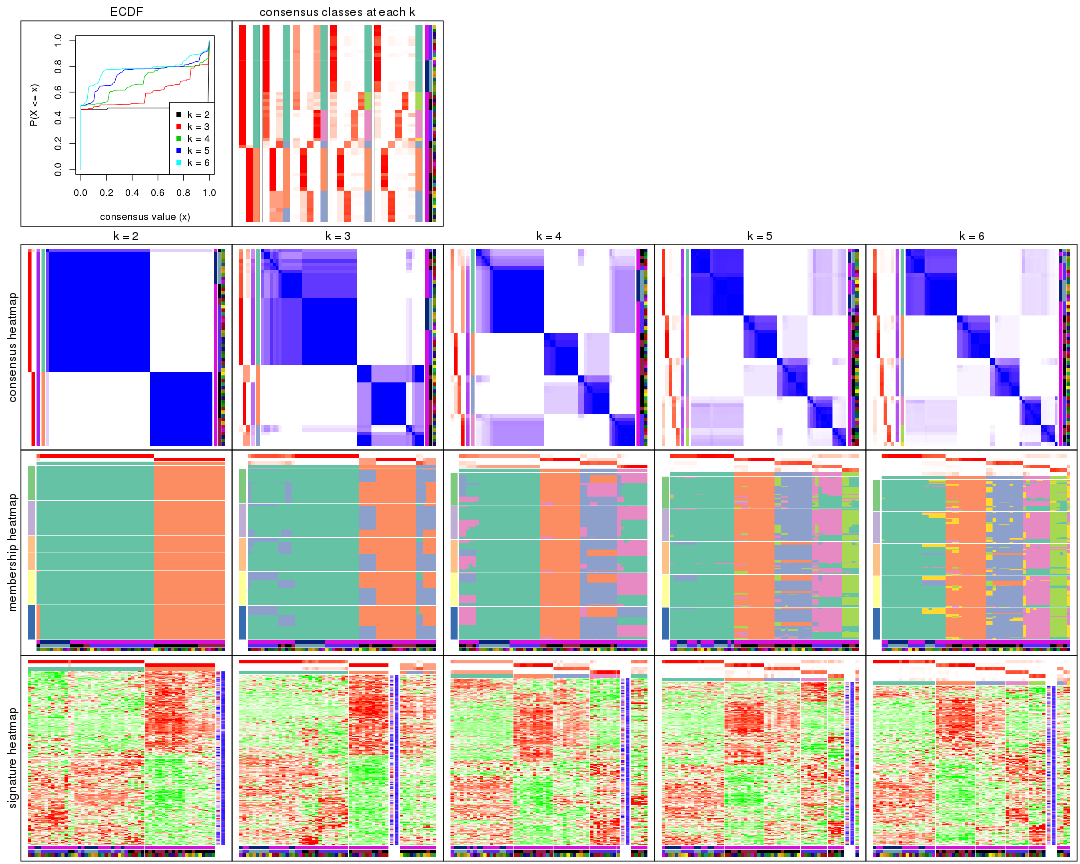 ECDF
consensus classes at each k
P(X <= x)
1.0
0.8
0.6
0.4
0.2
0.0
k = 2
k = 3
k = 4
k = 5
k = 6
0.0 0.2 0.4 0.6 0.8 1.0
consensus value (x)
k = 2 k = 3 k = 4 k = 5 k = 6
consensus heatmap
membership heatmap
signature heatmap